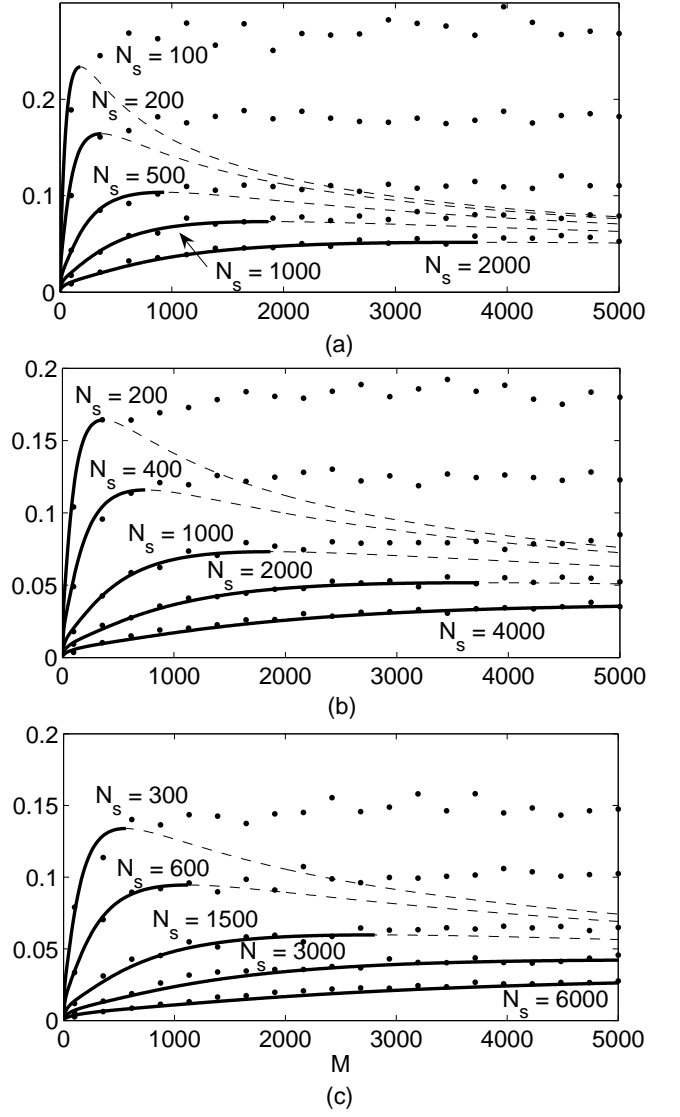 N_s = 100
0.2
N_s = 200
N_s = 500
0.1
N_s = 1000
N_s = 2000
0
0 1000 2000 3000 4000 5000
(a)
0.2
N_s = 200
0.15
N_s = 400
0.1
N_s = 1000
N_s = 2000
0.05
N_s = 4000
0
0 1000 2000 3000 4000 5000
(b)
0.2
N_s = 300
0.15
N_s = 600
0.1
N_s = 1500
N_s = 3000
0.05
N_s = 6000
0
0 1000 2000 3000 4000 5000
M
(c)